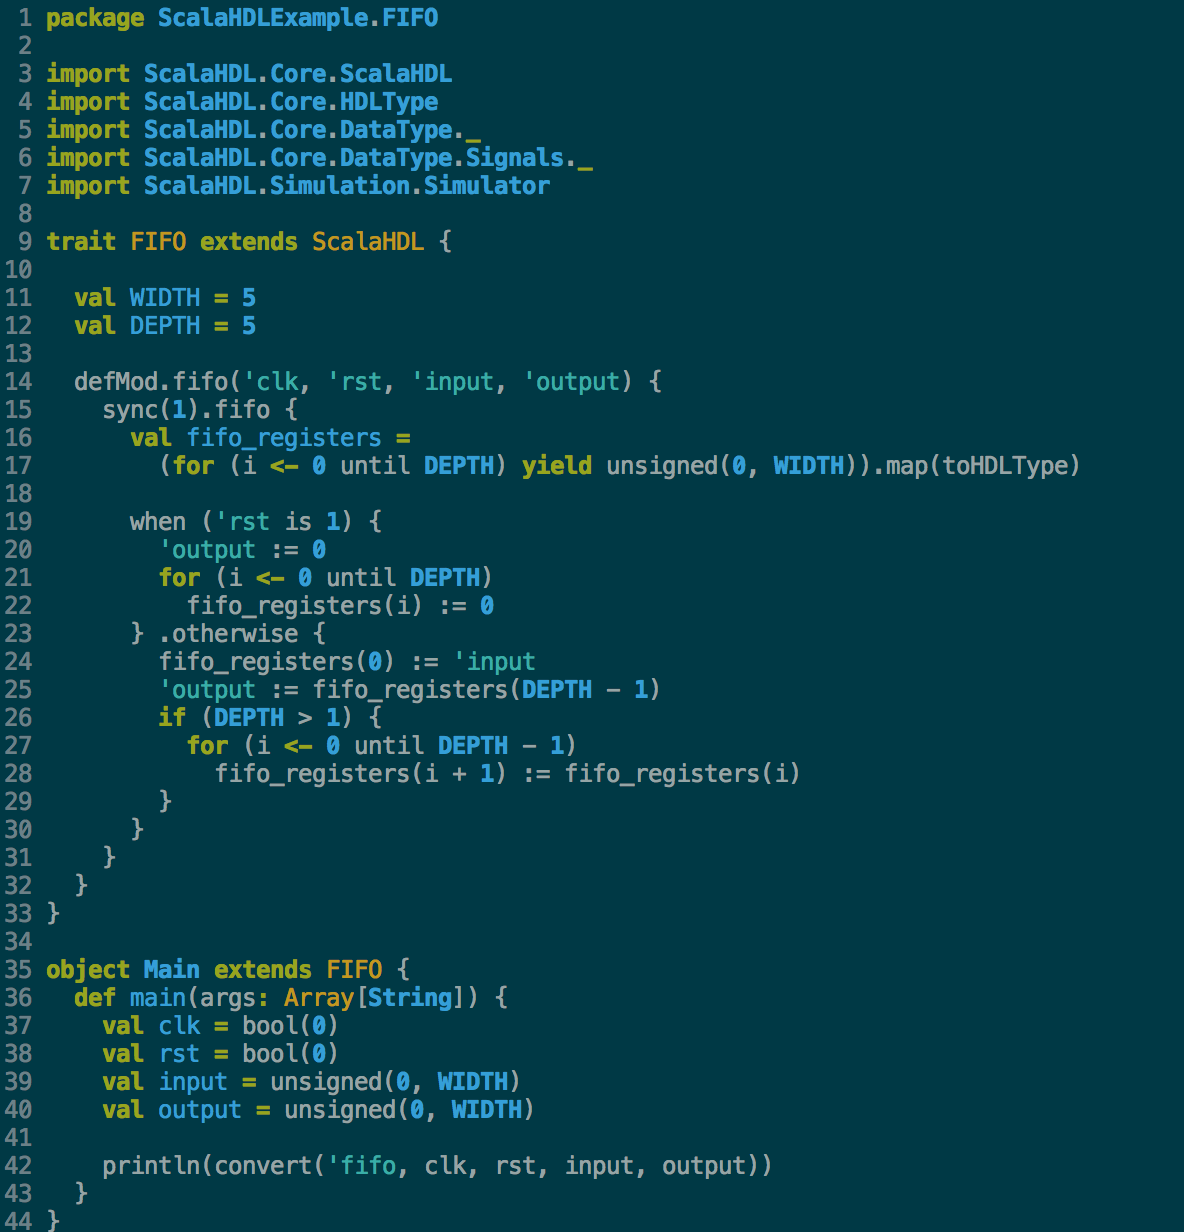 1 package ScalaHDLExample.FIFO
2
3 import ScalaHDL.Core.ScalaHDL
4 import ScalaHDL.Core.HDLType
5 import ScalaHDL.Core.DataType._
6 import ScalaHDL.Core.DataType.Signals._
7 import ScalaHDL.Simulation.Simulator
8
9 trait FIFO extends ScalaHDL {
10
11   val WIDTH = 5
12   val DEPTH = 5
13
14   defMod.fifo('clk, 'rst, 'input, 'output) {
15     sync(1).fifo {
16       val fifo_registers =
17         (for (i <- 0 until DEPTH) yield unsigned(0, WIDTH)).map(toHDLType)
18
19       when ('rst is 1) {
20         'output := 0
21         for (i <- 0 until DEPTH)
22           fifo_registers(i) := 0
23       } .otherwise {
24         fifo_registers(0) := 'input
25         'output := fifo_registers(DEPTH - 1)
26         if (DEPTH > 1) {
27           for (i <- 0 until DEPTH - 1)
28             fifo_registers(i + 1) := fifo_registers(i)
29         }
30       }
31     }
32   }
33 }
34
35 object Main extends FIFO {
36   def main(args: Array[String]) {
37     val clk = bool(0)
38     val rst = bool(0)
39     val input = unsigned(0, WIDTH)
40     val output = unsigned(0, WIDTH)
41
42     println(convert('fifo, clk, rst, input, output))
43   }
44 }